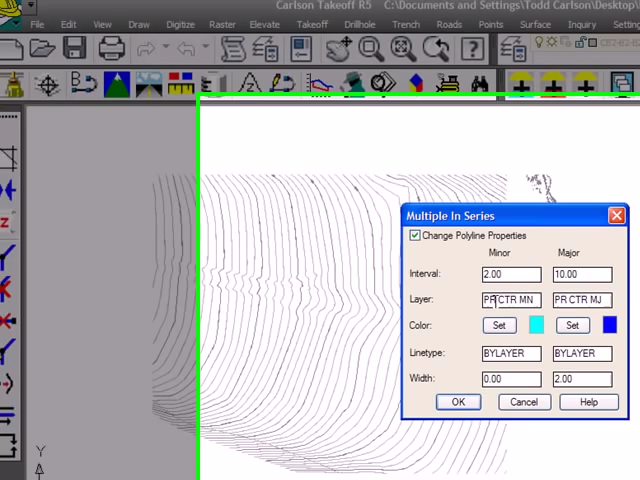 Carlson Takeoff R5 C:\Documents and Settings\Todd Carlson\Desktop\
File Edit View Draw Digitize Raster Elevate Takeoff Drillhole Trench Roads Points Surface Inquiry Setting
Multiple In Series
Change Polyline Properties
Minor Major
Interval: 2.00 10.00
Layer: PR CTR MN PR CTR MJ
Color: Set Set
Linetype: BYLAYER BYLAYER
Width: 0.00 2.00
OK Cancel Help
Y